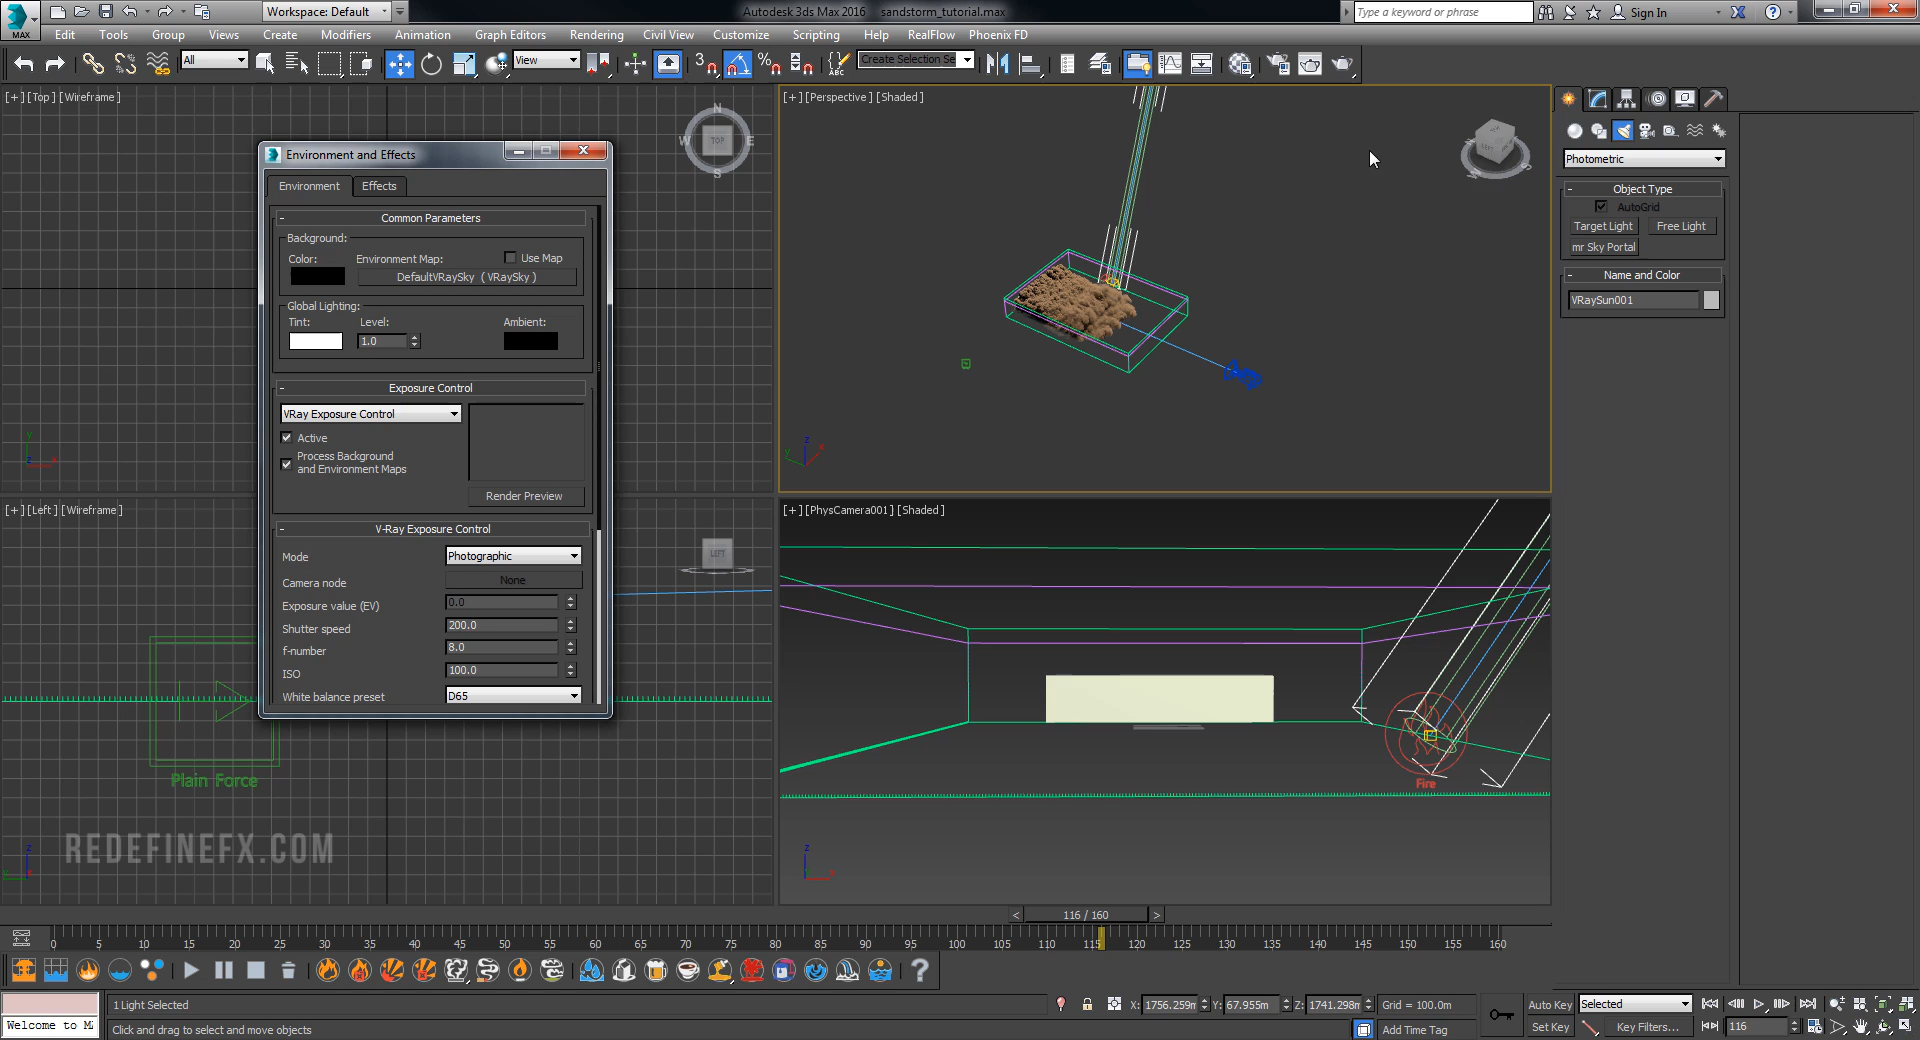 Workspace: Default
Autodesk 3ds Max 2016 sandstorm_tutorial.max
Type a keyword or phrase
Sign In
MAX
Edit Tools Group Views Create Modifiers Animation Graph Editors Rendering Civil View Customize Scripting Help RealFlow Phoenix FD
All
View
3
%
ABC
Create Selection Se
[+] [Top] [Wireframe]
N
W TOP E
S
[+] [Perspective] [Shaded]
Environment and Effects
Environment Effects
Common Parameters
Background:
Color: Environment Map: Use Map
DefaultVRaySky ( VRaySky )
Global Lighting:
Tint: Level: Ambient:
1.0
Exposure Control
VRay Exposure Control
Active
Process Background
and Environment Maps
Render Preview
V-Ray Exposure Control
Mode Photographic
Camera node None
Exposure value (EV) 0.0
Shutter speed 200.0
f-number 8.0
ISO 100.0
White balance preset D65
Photometric
Object Type
AutoGrid
Target Light Free Light
mr Sky Portal
Name and Color
VRaySun001
[+] [Left] [Wireframe]
LEFT
Plain Force
REDEFINEFX.COM
[+] [PhysCamera001] [Shaded]
Fire
< 116 / 160 >
0 5 10 15 20 25 30 35 40 45 50 55 60 65 70 75 80 85 90 95 100 105 110 115 120 125 130 135 140 145 150 155 160
1 Light Selected
X: 1756.259m Y: 67.955m Z: 1741.298m Grid = 100.0m
Auto Key Selected
Welcome to M
Click and drag to select and move objects
Add Time Tag
Set Key Key Filters...
116